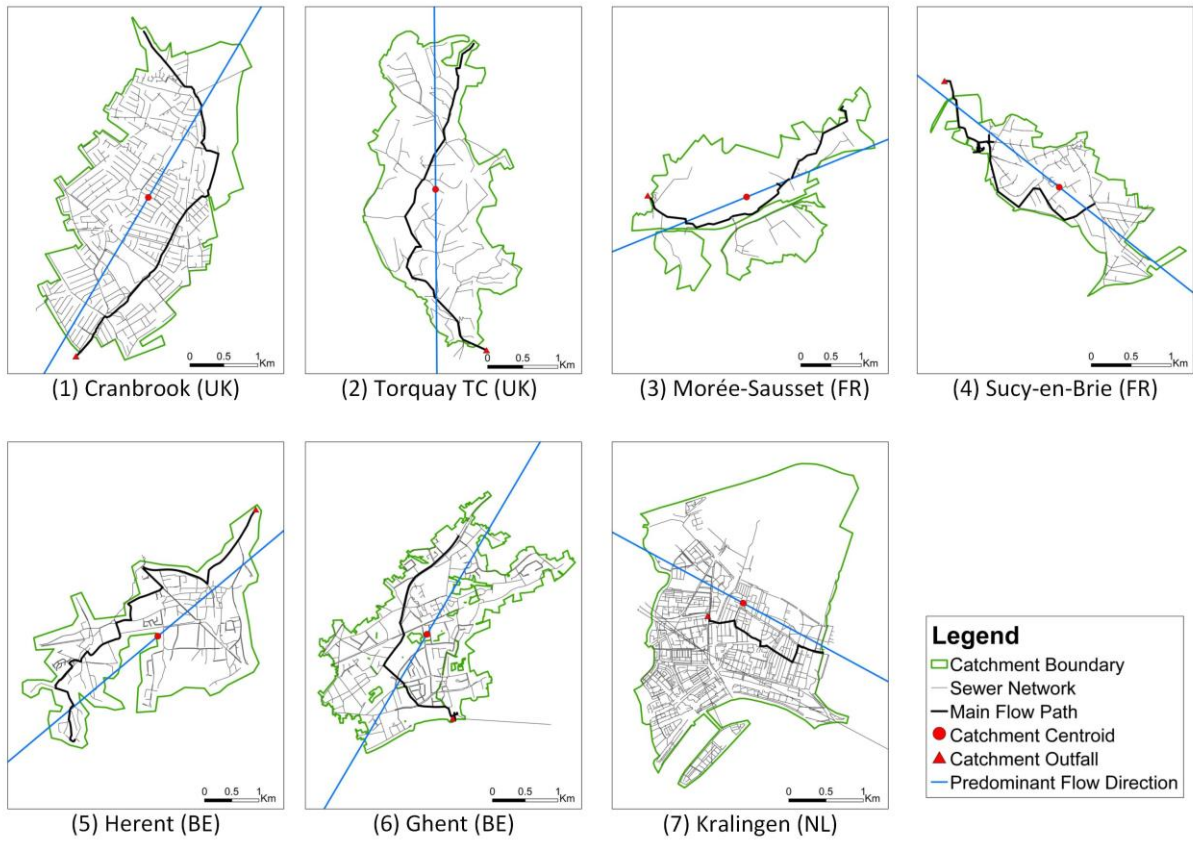 0 0.5 1
Km
0 0.5 1
Km
0 0.5 1
Km
0 0.5 1
Km
(1) Cranbrook (UK)
(2) Torquay TC (UK)
(3) Morée-Sausset (FR)
(4) Sucy-en-Brie (FR)
0 0.5 1
Km
0 0.5 1
Km
0 0.5 1
Km
(5) Herent (BE)
(6) Ghent (BE)
(7) Kralingen (NL)
Legend
Catchment Boundary
Sewer Network
Main Flow Path
Catchment Centroid
Catchment Outfall
Predominant Flow Direction